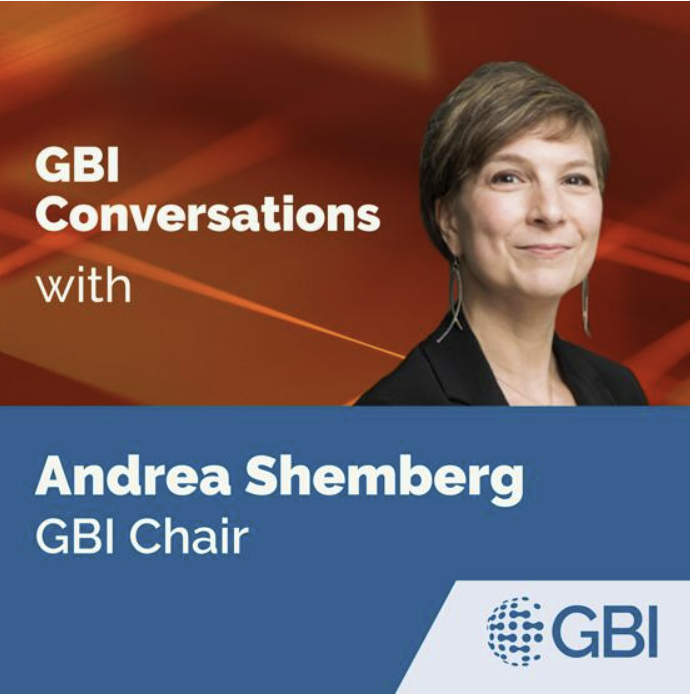 GBI
Conversations
with
Andrea Shemberg
GBI Chair
GBI